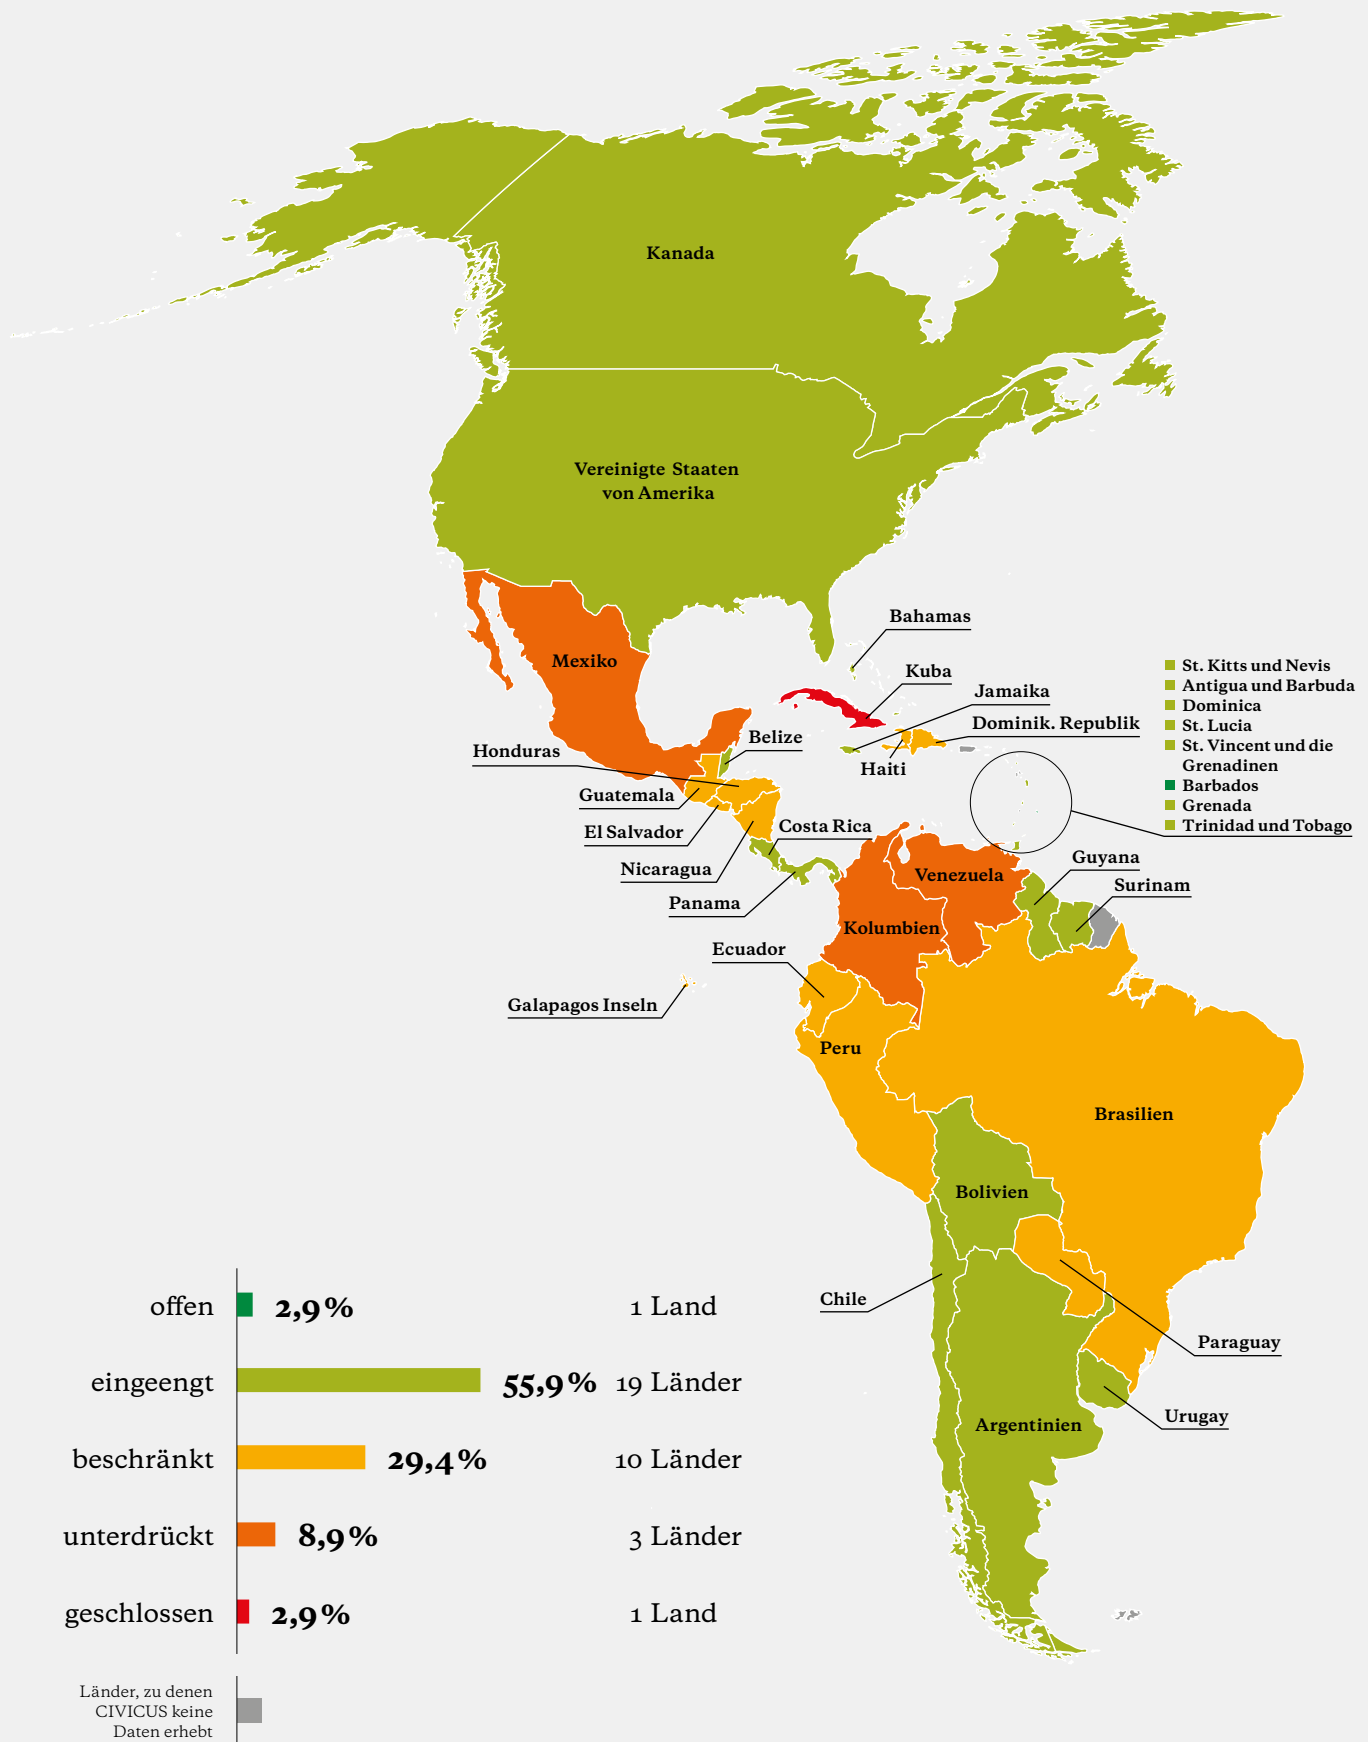 Kanada
Vereinigte Staaten
von Amerika
Bahamas
Mexiko
Kuba
Jamaika
Dominik. Republik
Honduras
Belize
Haiti
St. Kitts und Nevis
Antigua und Barbuda
Dominica
St. Lucia
St. Vincent und die
Grenadinen
Barbados
Grenada
Trinidad und Tobago
Guatemala
El Salvador
Costa Rica
Nicaragua
Panama
Venezuela
Guyana
Surinam
Kolumbien
Ecuador
Galapagos Inseln
Peru
Brasilien
Bolivien
Chile
Paraguay
Urugay
Argentinien
offen 2,9 % 1 Land
eingeengt 55,9 % 19 Länder
beschränkt 29,4 % 10 Länder
unterdrückt 8,9 % 3 Länder
geschlossen 2,9 % 1 Land
Länder, zu denen
CIVICUS keine
Daten erhebt